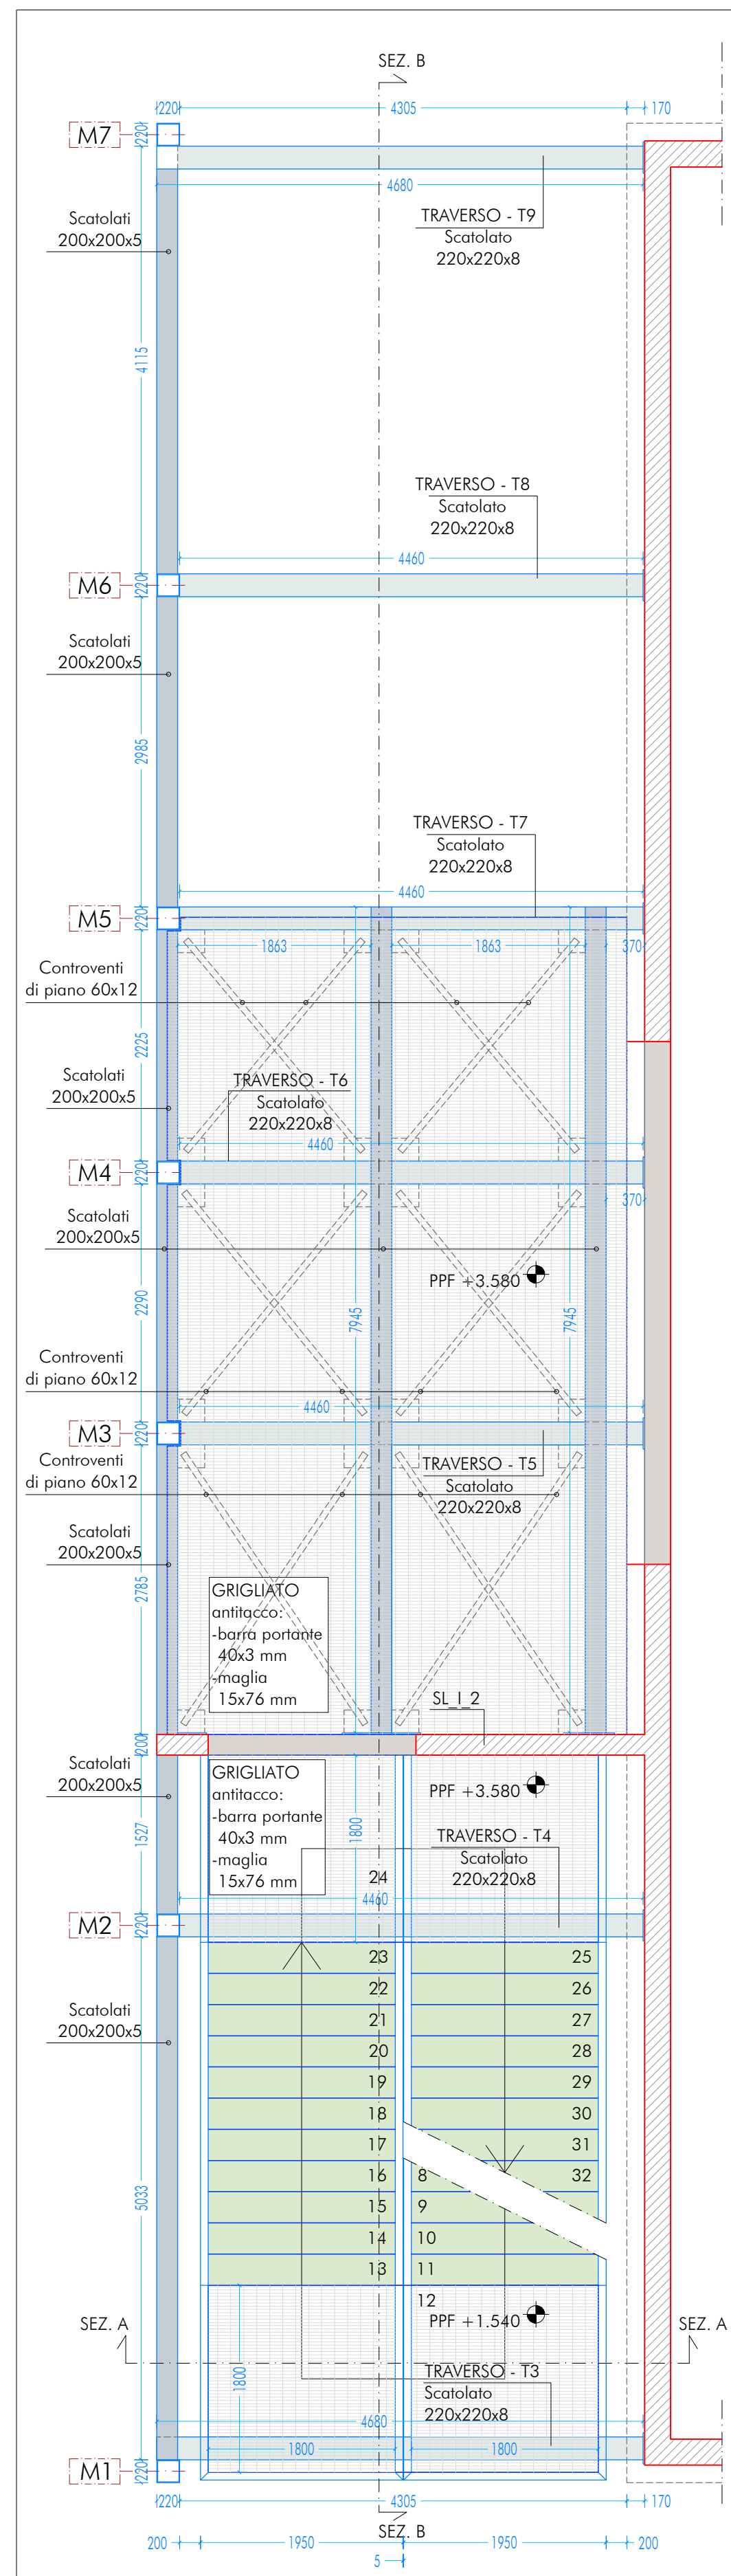 SEZ. B
220
4305
170
M7
220
4680
Scatolati
200x200x5
TRAVERSO - T9
Scatolato
220x220x8
4115
TRAVERSO - T8
Scatolato
220x220x8
4460
M6
220
Scatolati
200x200x5
2985
TRAVERSO - T7
Scatolato
220x220x8
4460
M5
220
1863
1863
370
Controventi
di piano 60x12
2225
Scatolati
200x200x5
TRAVERSO - T6
Scatolato
220x220x8
4460
M4
220
370
Scatolati
200x200x5
PPF +3.580
2290
7945
7945
Controventi
di piano 60x12
4460
M3
220
TRAVERSO - T5
Scatolato
220x220x8
Controventi
di piano 60x12
Scatolati
200x200x5
2785
GRIGLIATO
antitacco:
-barra portante
40x3 mm
-maglia
15x76 mm
SL_I_2
200
Scatolati
200x200x5
GRIGLIATO
antitacco:
-barra portante
40x3 mm
-maglia
15x76 mm
PPF +3.580
1527
1800
TRAVERSO - T4
Scatolato
220x220x8
24
4460
M2
220
23
25
22
26
Scatolati
200x200x5
21
27
20
28
19
29
18
30
17
31
16
8
32
5033
15
9
14
10
13
11
12
PPF +1.540
SEZ. A
SEZ. A
1800
TRAVERSO - T3
Scatolato
220x220x8
4680
1800
1800
M1
220
220
4305
170
SEZ. B
200
1950
1950
200
5